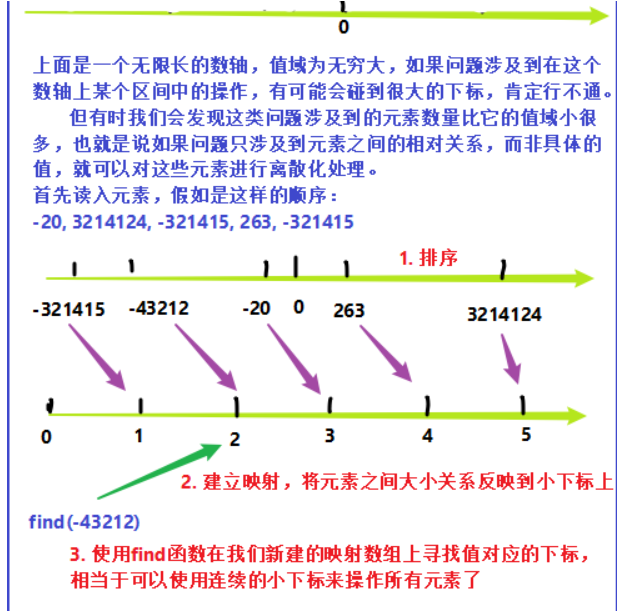 0
上面是一个无限长的数轴，值域为无穷大，如果问题涉及到在这个
数轴上某个区间中的操作，有可能会碰到很大的下标，肯定行不通。
但有时我们会发现这类问题涉及到的元素数量比它的值域小很
多，也就是说如果问题只涉及到元素之间的相对关系，而非具体的
值，就可以对这些元素进行离散化处理。
首先读入元素，假如是这样的顺序：
-20, 3214124, -321415, 263, -321415
1. 排序
-321415 -43212 -20 0 263 3214124
0 1 2 3 4 5
2. 建立映射，将元素之间大小关系反映到小下标上
find(-43212)
3. 使用find函数在我们新建的映射数组上寻找值对应的下标，
相当于可以使用连续的小下标来操作所有元素了